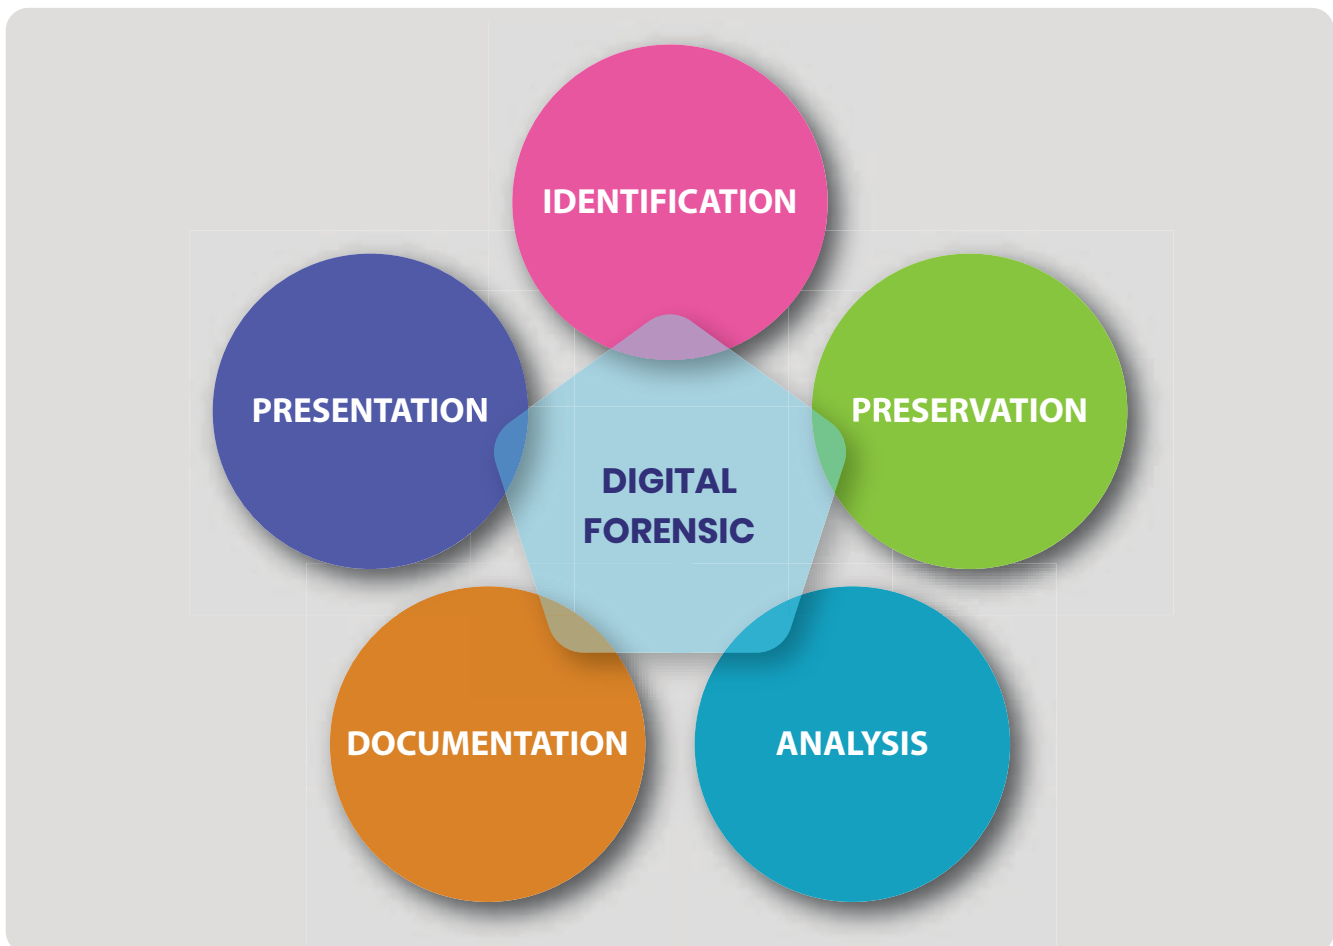 IDENTIFICATION
PRESENTATION
PRESERVATION
DIGITAL
FORENSIC
DOCUMENTATION
ANALYSIS